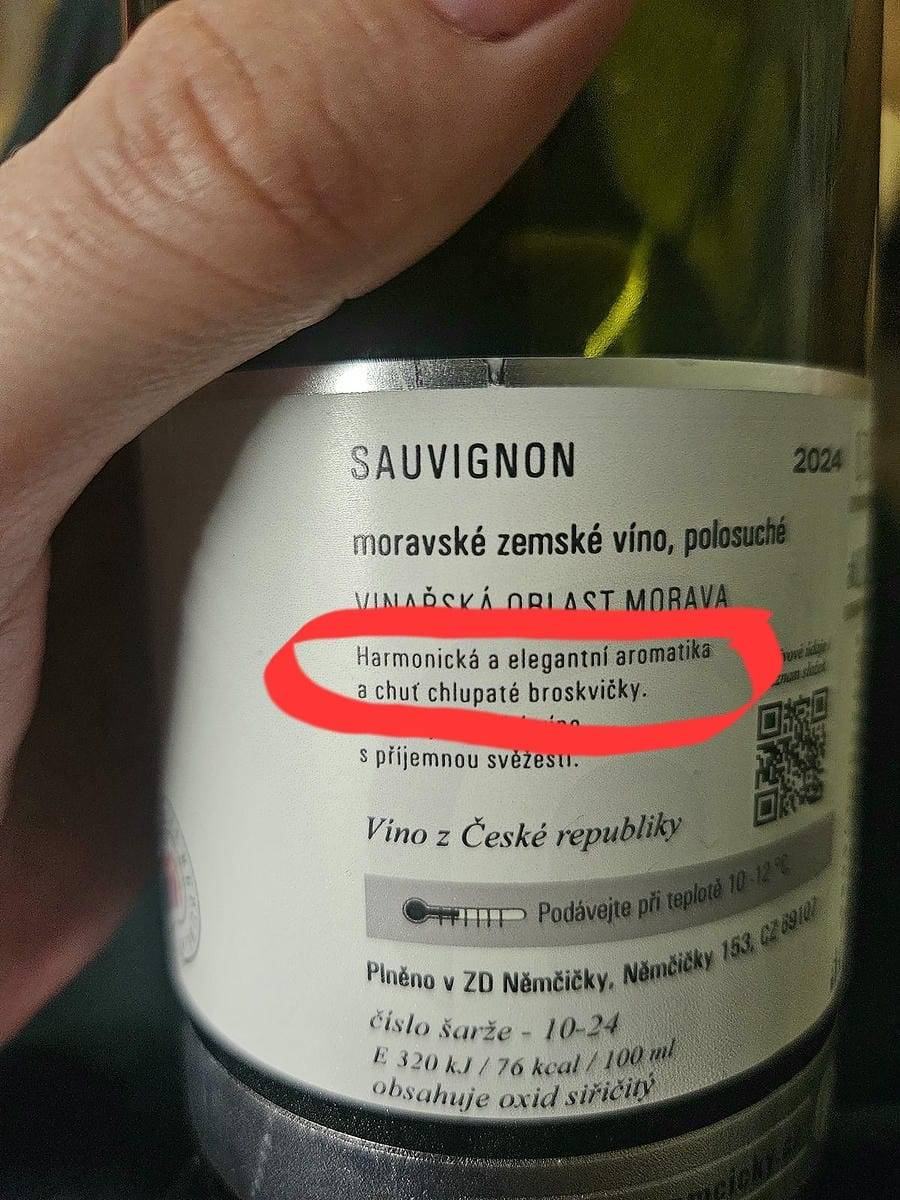 SAUVIGNON 2024
moravské zemské víno, polosuché
VINAŘSKÁ OBLAST MORAVA
Harmonická a elegantní aromatika
a chuť chlupaté broskvičky.
víno
s příjemnou svěžestí.
Víno z České republiky
Podávejte při teplotě 10 -12 °C
Plněno v ZD Němčičky, Němčičky 153, CZ 69107
číslo šarže - 10-24
E 320 kJ / 76 kcal / 100 ml
obsahuje oxid siřičitý